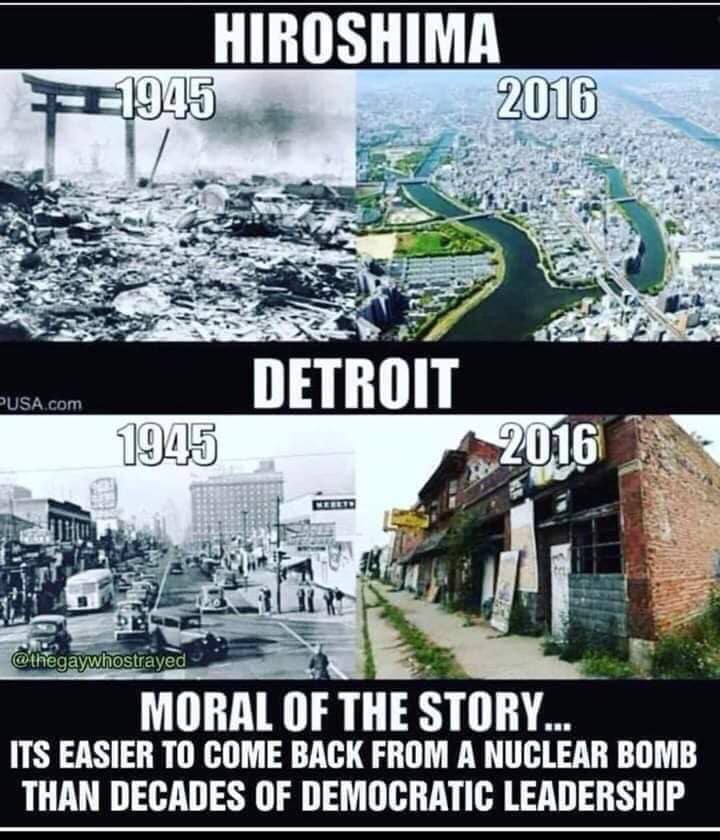 HIROSHIMA
1945
2016
DETROIT
PUSA.com
1945
2016
@thegaywhostrayed
MORAL OF THE STORY...
ITS EASIER TO COME BACK FROM A NUCLEAR BOMB
THAN DECADES OF DEMOCRATIC LEADERSHIP